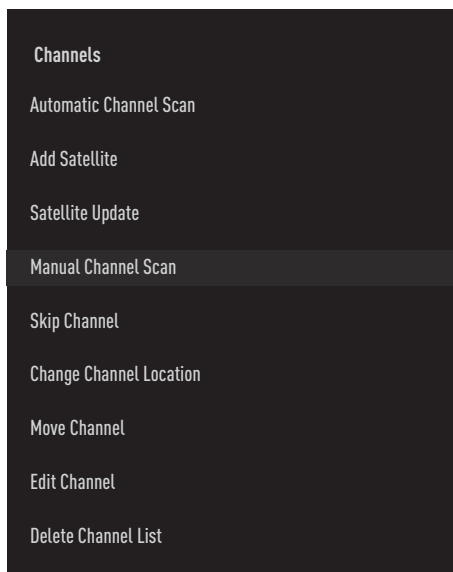 Channels
Automatic Channel Scan
Add Satellite
Satellite Update
Manual Channel Scan
Skip Channel
Change Channel Location
Move Channel
Edit Channel
Delete Channel List